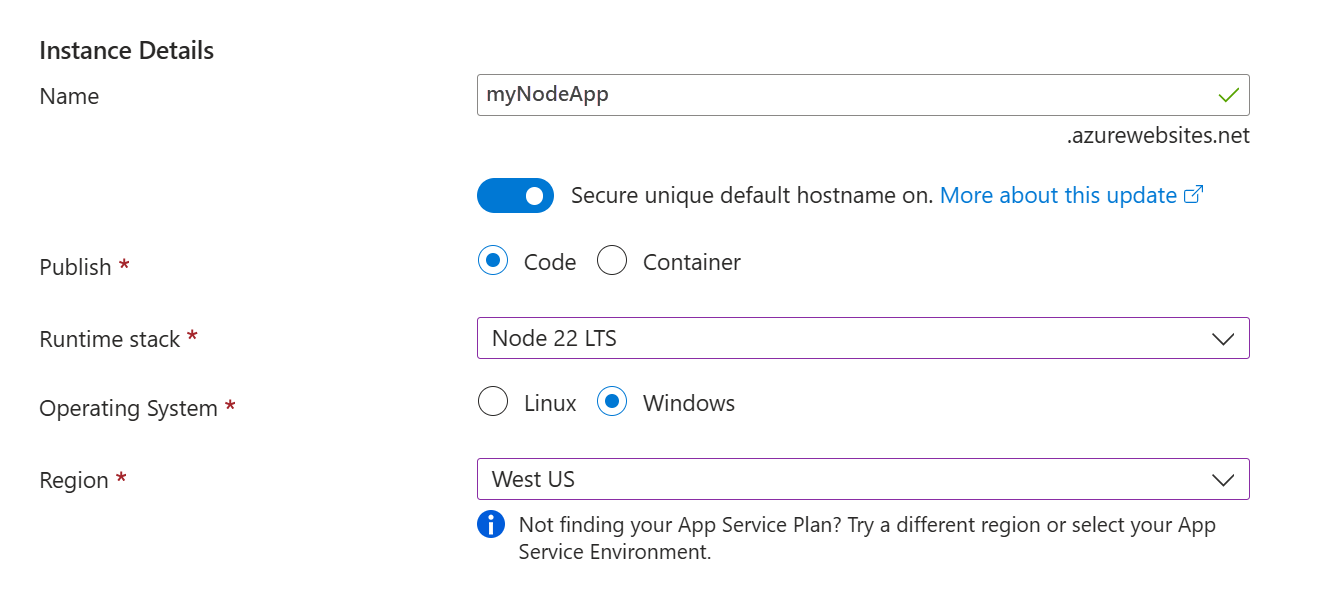 Instance Details
Name
myNodeApp
.azurewebsites.net
Secure unique default hostname on. More about this update
Publish *
Code
Container
Runtime stack *
Node 22 LTS
Operating System *
Linux
Windows
Region *
West US
Not finding your App Service Plan? Try a different region or select your App
Service Environment.